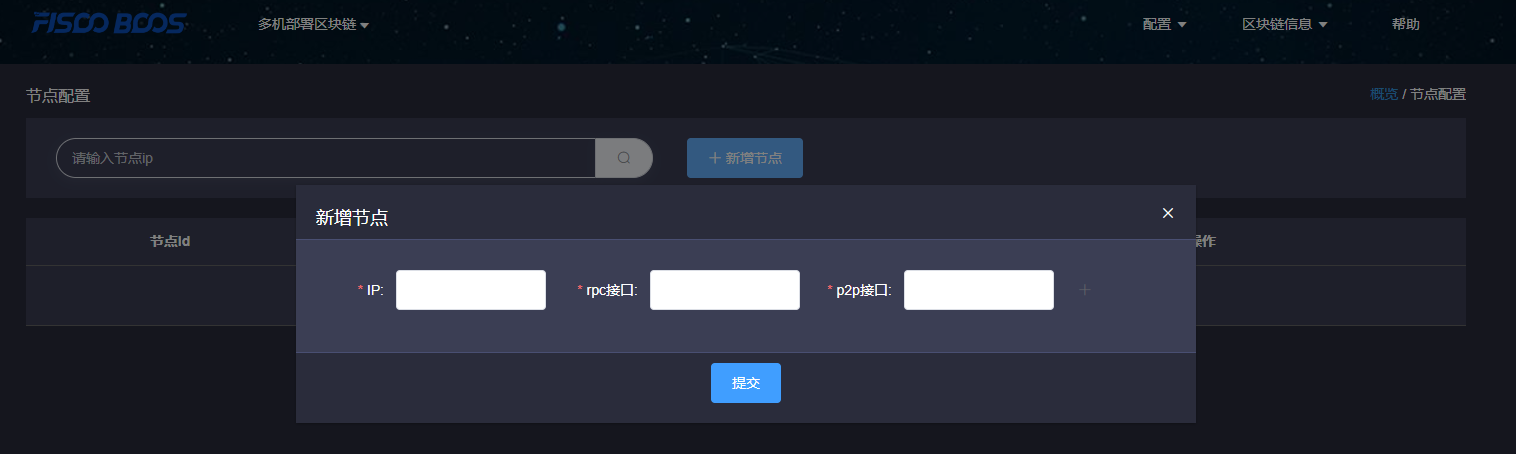 FISCO BCOS 多机部署区块链 配置 区块链信息 帮助
节点配置 概览 / 节点配置
请输入节点ip 新增节点
新增节点
节点Id 操作
* IP: * rpc接口: * p2p接口:
提交